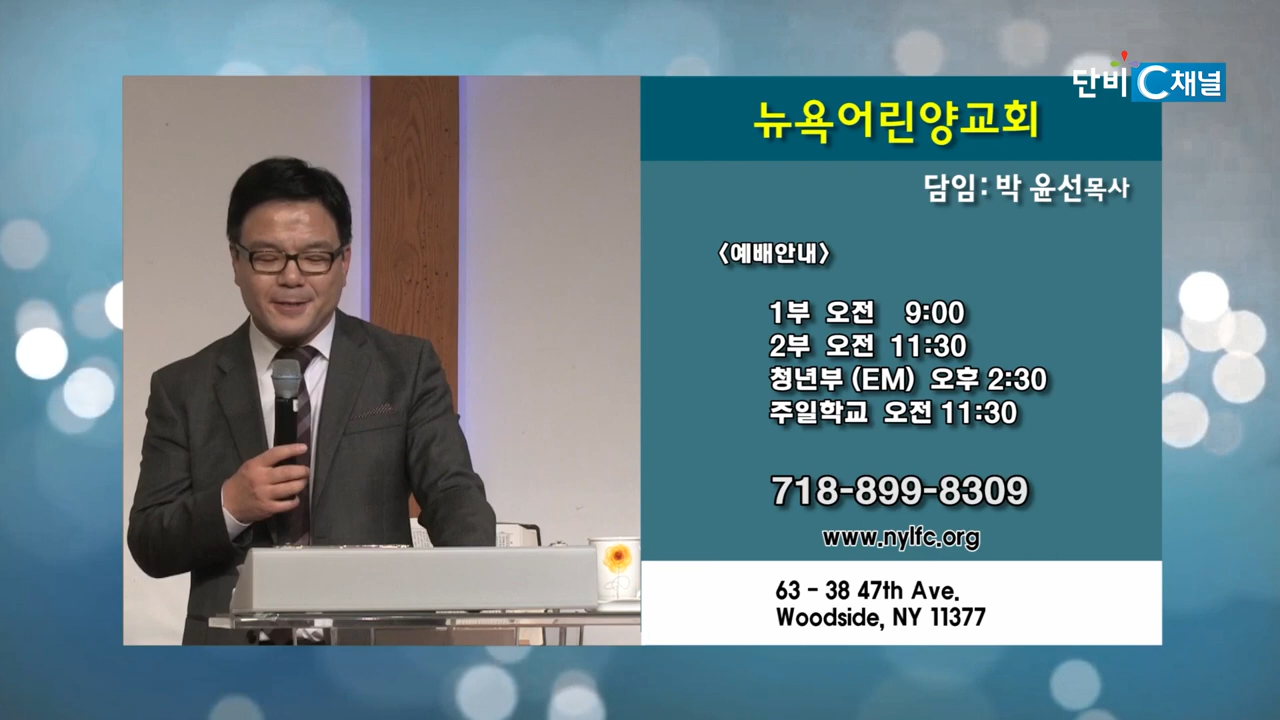 단비 C채널
뉴욕어린양교회
담임: 박 윤선목사
<예배안내>
1부 오전 9:00
2부 오전 11:30
청년부 (EM) 오후 2:30
주일학교 오전 11:30
718-899-8309
www.nylfc.org
63 - 38 47th Ave.
Woodside, NY 11377